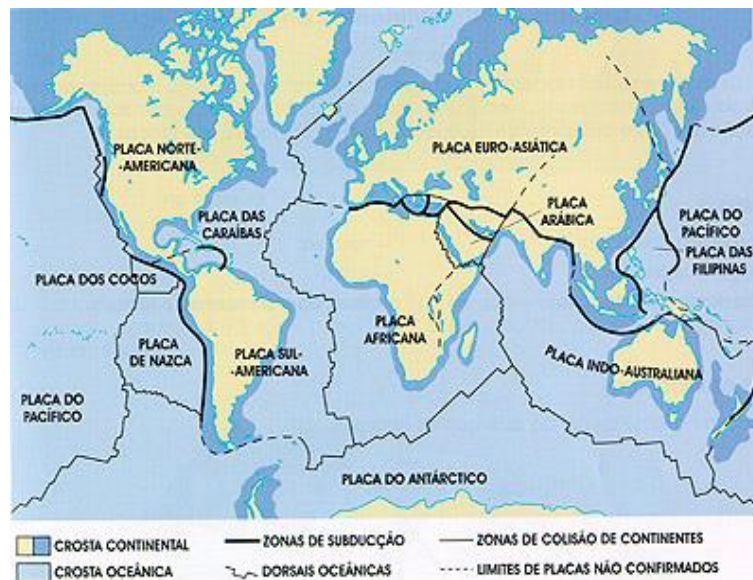 PLACA NORTE-
AMERICANA
PLACA EURO-ASIÁTICA
PLACA
ARÁBICA
PLACA DAS
CARAÍBAS
PLACA DO
PACÍFICO
PLACA DAS
FILIPINAS
PLACA DOS COCOS
PLACA
DE NAZCA
PLACA SUL-
AMERICANA
PLACA
AFRICANA
PLACA INDO-AUSTRALIANA
PLACA DO
PACÍFICO
PLACA DO ANTÁRCTICO
CROSTA CONTINENTAL
ZONAS DE SUBDUCÇÃO
ZONAS DE COLISÃO DE CONTINENTES
CROSTA OCEÂNICA
DORSAIS OCEÂNICAS
LIMITES DE PLACAS NÃO CONFIRMADOS